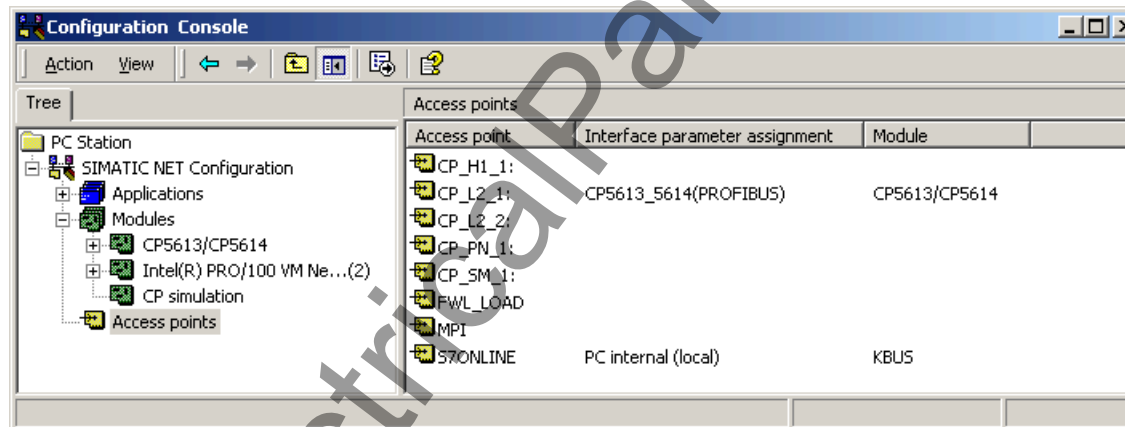 Configuration Console
Action View
Tree
Access points
PC Station
SIMATIC NET Configuration
Applications
Modules
CP5613/CP5614
Intel(R) PRO/100 VM Ne...(2)
CP simulation
Access points
Access point Interface parameter assignment Module
CP_H1_1:
CP_L2_1: CP5613_5614(PROFIBUS) CP5613/CP5614
CP_L2_2:
CP_PN_1:
CP_SM_1:
FWL_LOAD
MPI
S7ONLINE PC internal (local) KBUS